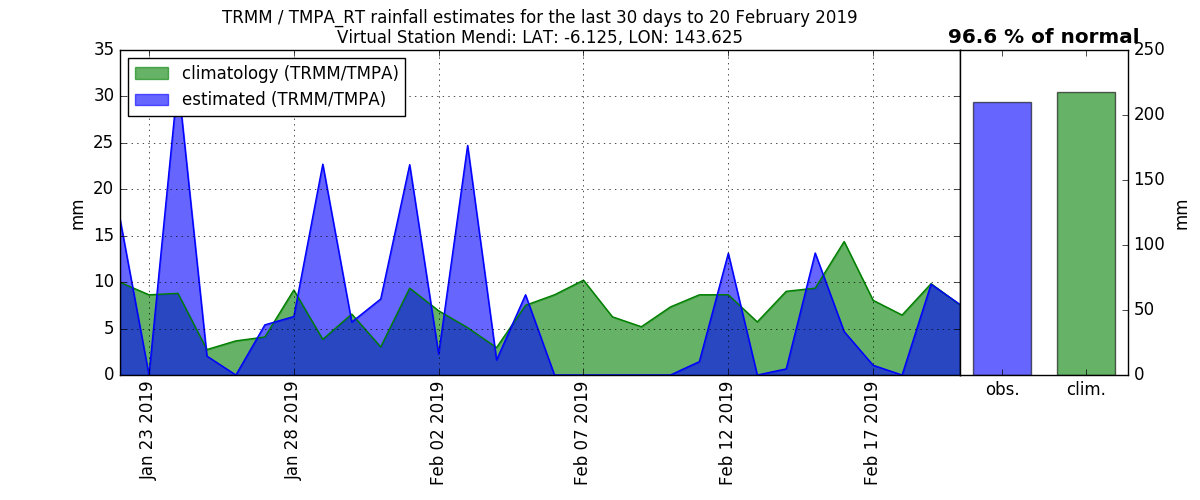 TRMM / TMPA_RT rainfall estimates for the last 30 days to 20 February 2019
Virtual Station Mendi: LAT: -6.125, LON: 143.625
96.6 % of normal
climatology (TRMM/TMPA)
estimated (TRMM/TMPA)
35
30
25
20
15
10
5
0
mm
Jan 23 2019
Jan 28 2019
Feb 02 2019
Feb 07 2019
Feb 12 2019
Feb 17 2019
250
200
150
100
50
0
mm
obs.
clim.